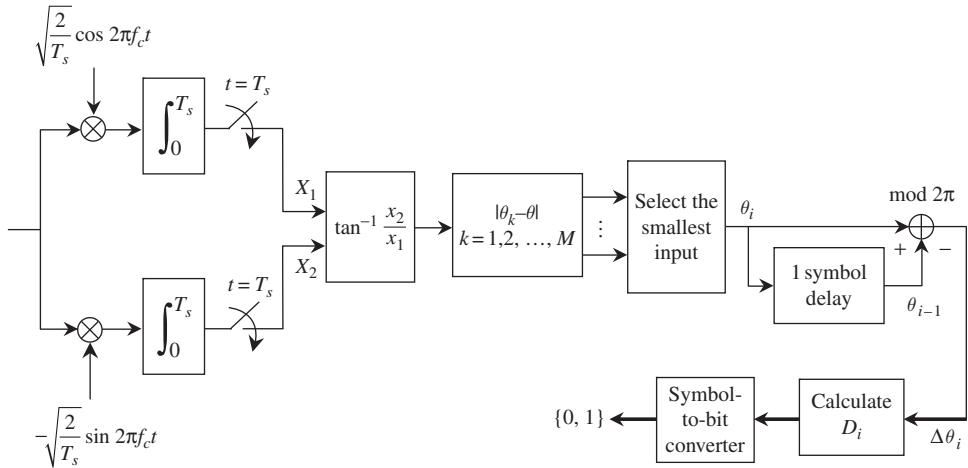 √(2/T_s) cos 2πf_c t
t = T_s
∫_0^{T_s}
X_1
tan⁻¹ x_2/x_1
|θ_k–θ|
k = 1,2, …, M
⋮
Select the
smallest
input
θ_i
mod 2π
+
−
1 symbol
delay
θ_{i−1}
X_2
t = T_s
∫_0^{T_s}
−√(2/T_s) sin 2πf_c t
{0, 1}
Symbol-
to-bit
converter
Calculate
D_i
Δθ_i